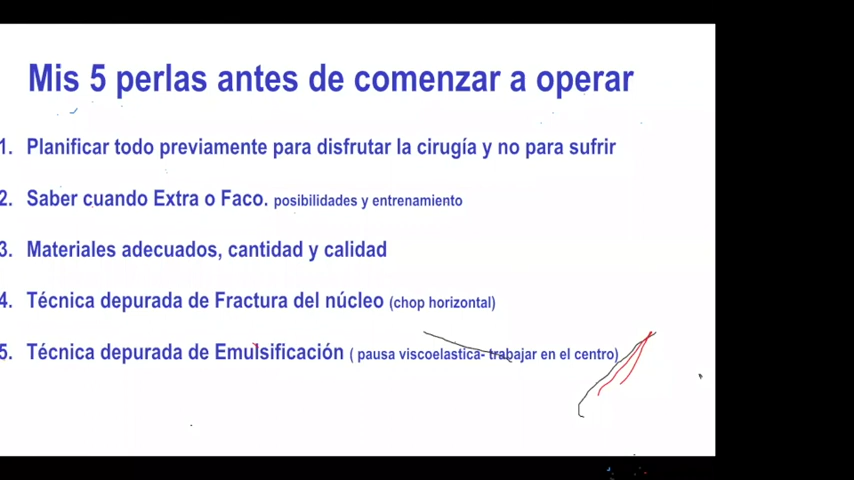 Mis 5 perlas antes de comenzar a operar
1. Planificar todo previamente para disfrutar la cirugía y no para sufrir
2. Saber cuando Extra o Faco. posibilidades y entrenamiento
3. Materiales adecuados, cantidad y calidad
4. Técnica depurada de Fractura del núcleo (chop horizontal)
5. Técnica depurada de Emulsificación ( pausa viscoelastica- trabajar en el centro)